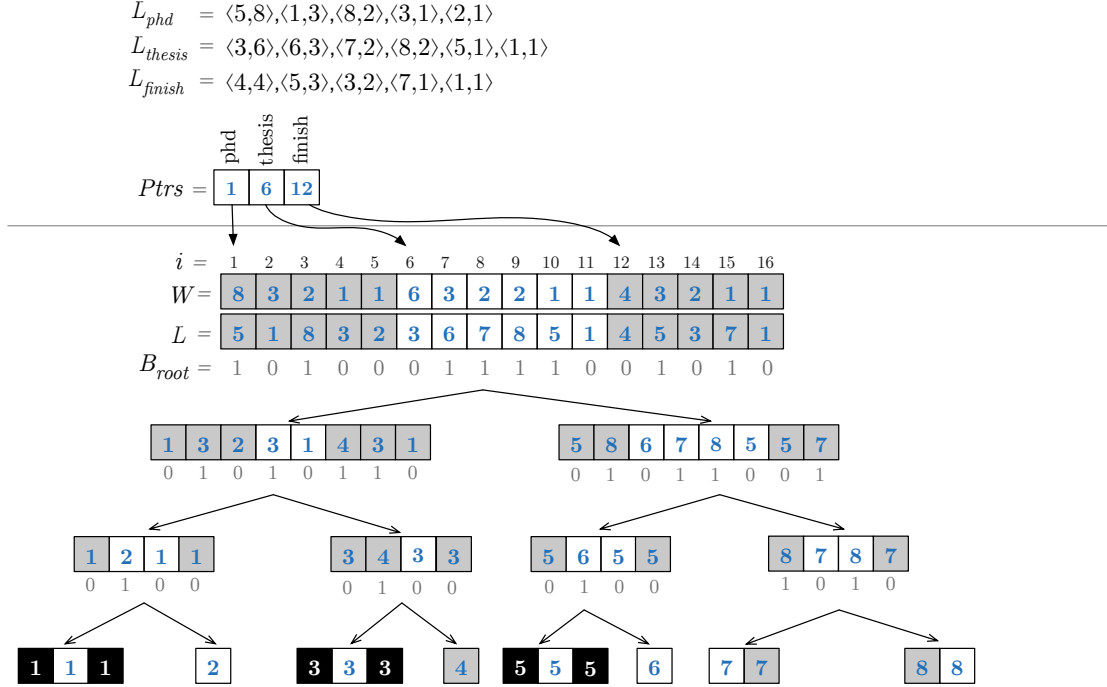 L_phd = ⟨5,8⟩,⟨1,3⟩,⟨8,2⟩,⟨3,1⟩,⟨2,1⟩
L_thesis = ⟨3,6⟩,⟨6,3⟩,⟨7,2⟩,⟨8,2⟩,⟨5,1⟩,⟨1,1⟩
L_finish = ⟨4,4⟩,⟨5,3⟩,⟨3,2⟩,⟨7,1⟩,⟨1,1⟩
phd thesis finish
Ptrs = 1 6 12
i = 1 2 3 4 5 6 7 8 9 10 11 12 13 14 15 16
W = 8 3 2 1 1 6 3 2 2 1 1 4 3 2 1 1
L = 5 1 8 3 2 3 6 7 8 5 1 4 5 3 7 1
B_root = 1 0 1 0 0 0 1 1 1 1 0 0 1 0 1 0
1 3 2 3 1 4 3 1 5 8 6 7 8 5 5 7
0 1 0 1 0 1 1 0 0 1 0 1 1 0 0 1
1 2 1 1 3 4 3 3 5 6 5 5 8 7 8 7
0 1 0 0 0 1 0 0 0 1 0 0 1 0 1 0
1 1 1 2 3 3 3 4 5 5 5 6 7 7 8 8